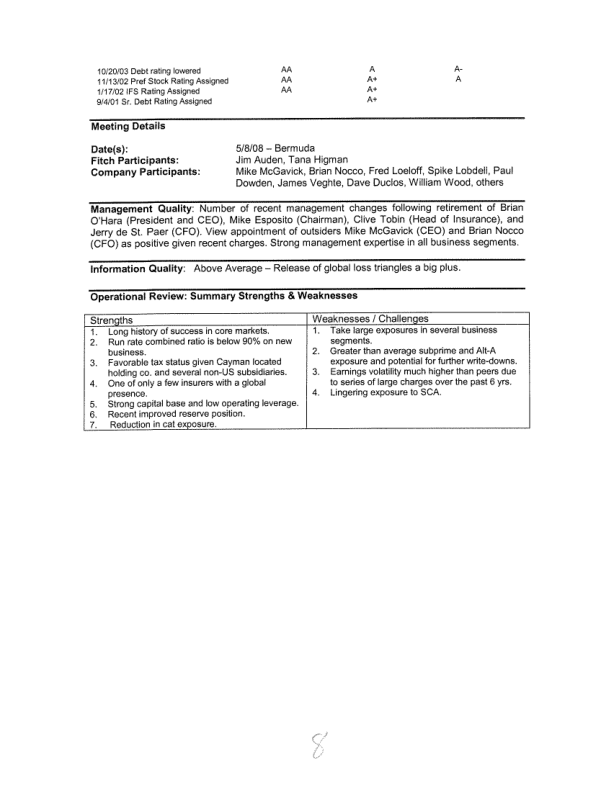 10/20/03 Debt rating lowered AA A A-
11/13/02 Pref Stock Rating Assigned AA A+ A
1/17/02 IFS Rating Assigned AA A+
9/4/01 Sr. Debt Rating Assigned A+
Meeting Details
Date(s): 5/8/08 – Bermuda
Fitch Participants: Jim Auden, Tana Higman
Company Participants: Mike McGavick, Brian Nocco, Fred Loeloff, Spike Lobdell, Paul
Dowden, James Veghte, Dave Duclos, William Wood, others
Management Quality: Number of recent management changes following retirement of Brian
O'Hara (President and CEO), Mike Esposito (Chairman), Clive Tobin (Head of Insurance), and
Jerry de St. Paer (CFO). View appointment of outsiders Mike McGavick (CEO) and Brian Nocco
(CFO) as positive given recent charges. Strong management expertise in all business segments.
Information Quality: Above Average – Release of global loss triangles a big plus.
Operational Review: Summary Strengths & Weaknesses
Strengths
1. Long history of success in core markets.
2. Run rate combined ratio is below 90% on new
business.
3. Favorable tax status given Cayman located
holding co. and several non-US subsidiaries.
4. One of only a few insurers with a global
presence.
5. Strong capital base and low operating leverage.
6. Recent improved reserve position.
7. Reduction in cat exposure.
Weaknesses / Challenges
1. Take large exposures in several business
segments.
2. Greater than average subprime and Alt-A
exposure and potential for further write-downs.
3. Earnings volatility much higher than peers due
to series of large charges over the past 6 yrs.
4. Lingering exposure to SCA.
8